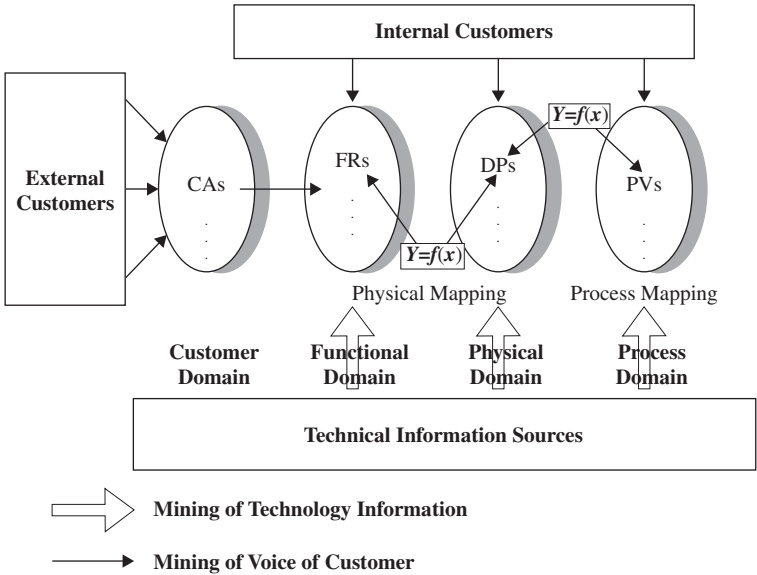 Internal Customers
External
Customers
CAs
.
.
.
FRs
.
.
.
DPs
.
.
.
PVs
.
.
.
Y=f(x)
Y=f(x)
Physical Mapping
Process Mapping
Customer
Domain
Functional
Domain
Physical
Domain
Process
Domain
Technical Information Sources
Mining of Technology Information
Mining of Voice of Customer